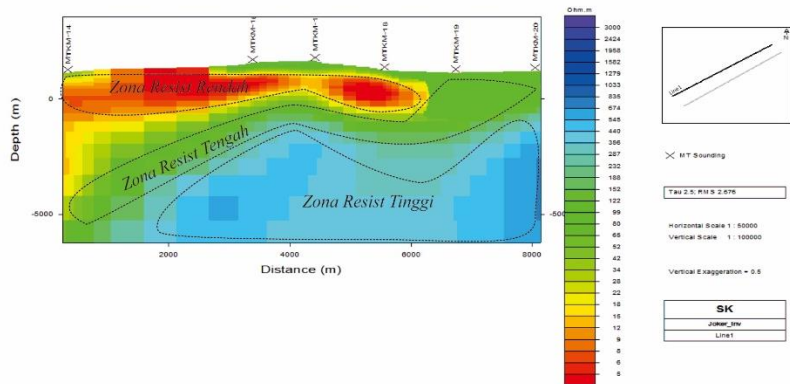 MTKM-14
MTKM-16
MTKM-1
MTKM-18
MTKM-19
MTKM-20
Depth (m)
0
-5000
Zona Resist Rendah
Zona Resist Tengah
Zona Resist Tinggi
2000
4000
6000
8000
Distance (m)
Ohm.m
3000
2424
1958
1582
1279
1033
835
674
545
440
356
287
232
188
152
122
99
80
65
52
42
34
28
22
18
15
12
9
8
6
5
Line1
MT Sounding
Tau 2.5; RMS 2.676
Horizontal Scale 1 : 50000
Vertical Scale 1 : 100000
Vertical Exaggeration = 0.5
SK
Joker_Inv
Line1